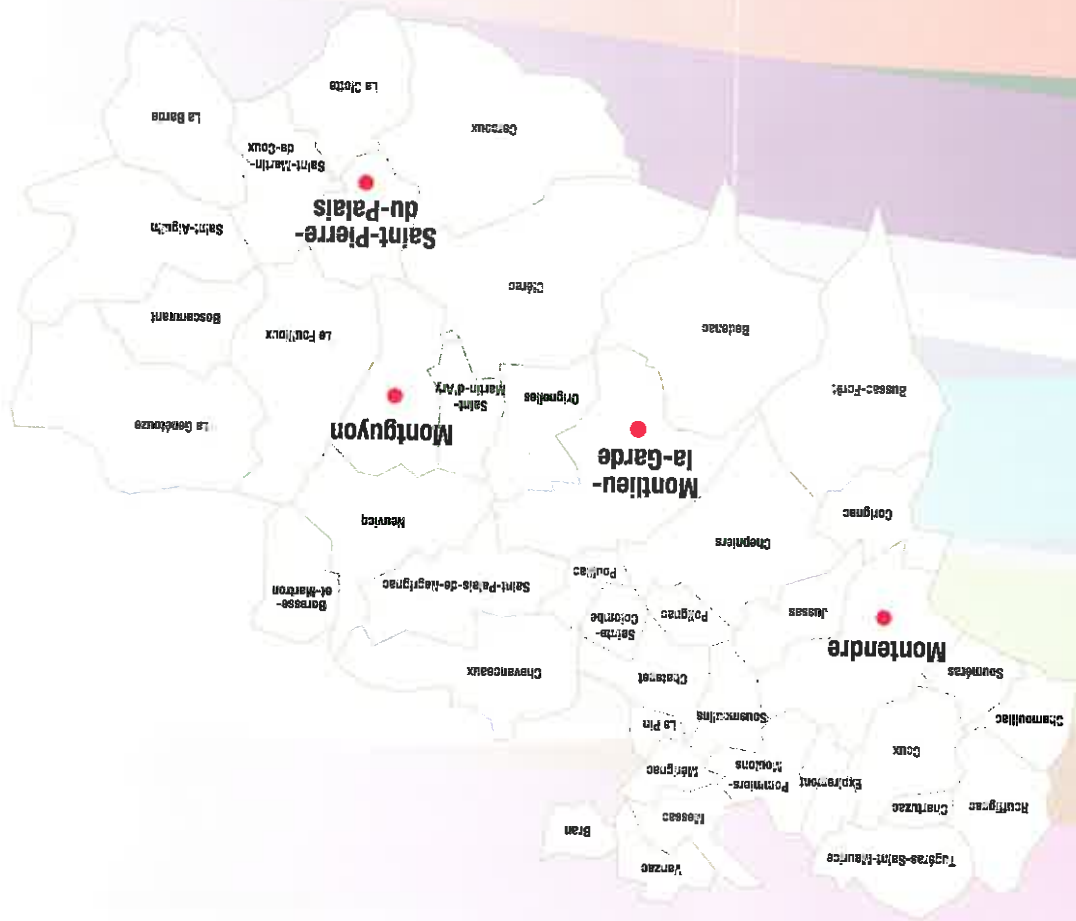 Vanzac
Tugéras-Saint-Maurice
Bran
Messac
Chartuzac
Rouffignac
Expiremont
Pommiers-
Moulons
Mérignac
Coux
Le Pin
Chamouillac
Sousmoulins
Chatenet
Souméras
Chevanceaux
Montendre
Sainte-
Colombe
Polignac
Jussas
Boresse-
et-Martron
Saint-Palais-de-Négrignac
Pouillac
Chepniers
Neuvicq
Corignac
Montlieu-
la-Garde
Montguyon
La Genétouze
Saint-
Martin-d'Ary
Orignolles
Bussac-Forêt
Le Fouilloux
Bedenac
Boscamnant
Clérac
Saint-Pierre-
du-Palais
Saint-Aigulin
Saint-Martin-
de-Coux
Cercoux
La Barde
La Clotte